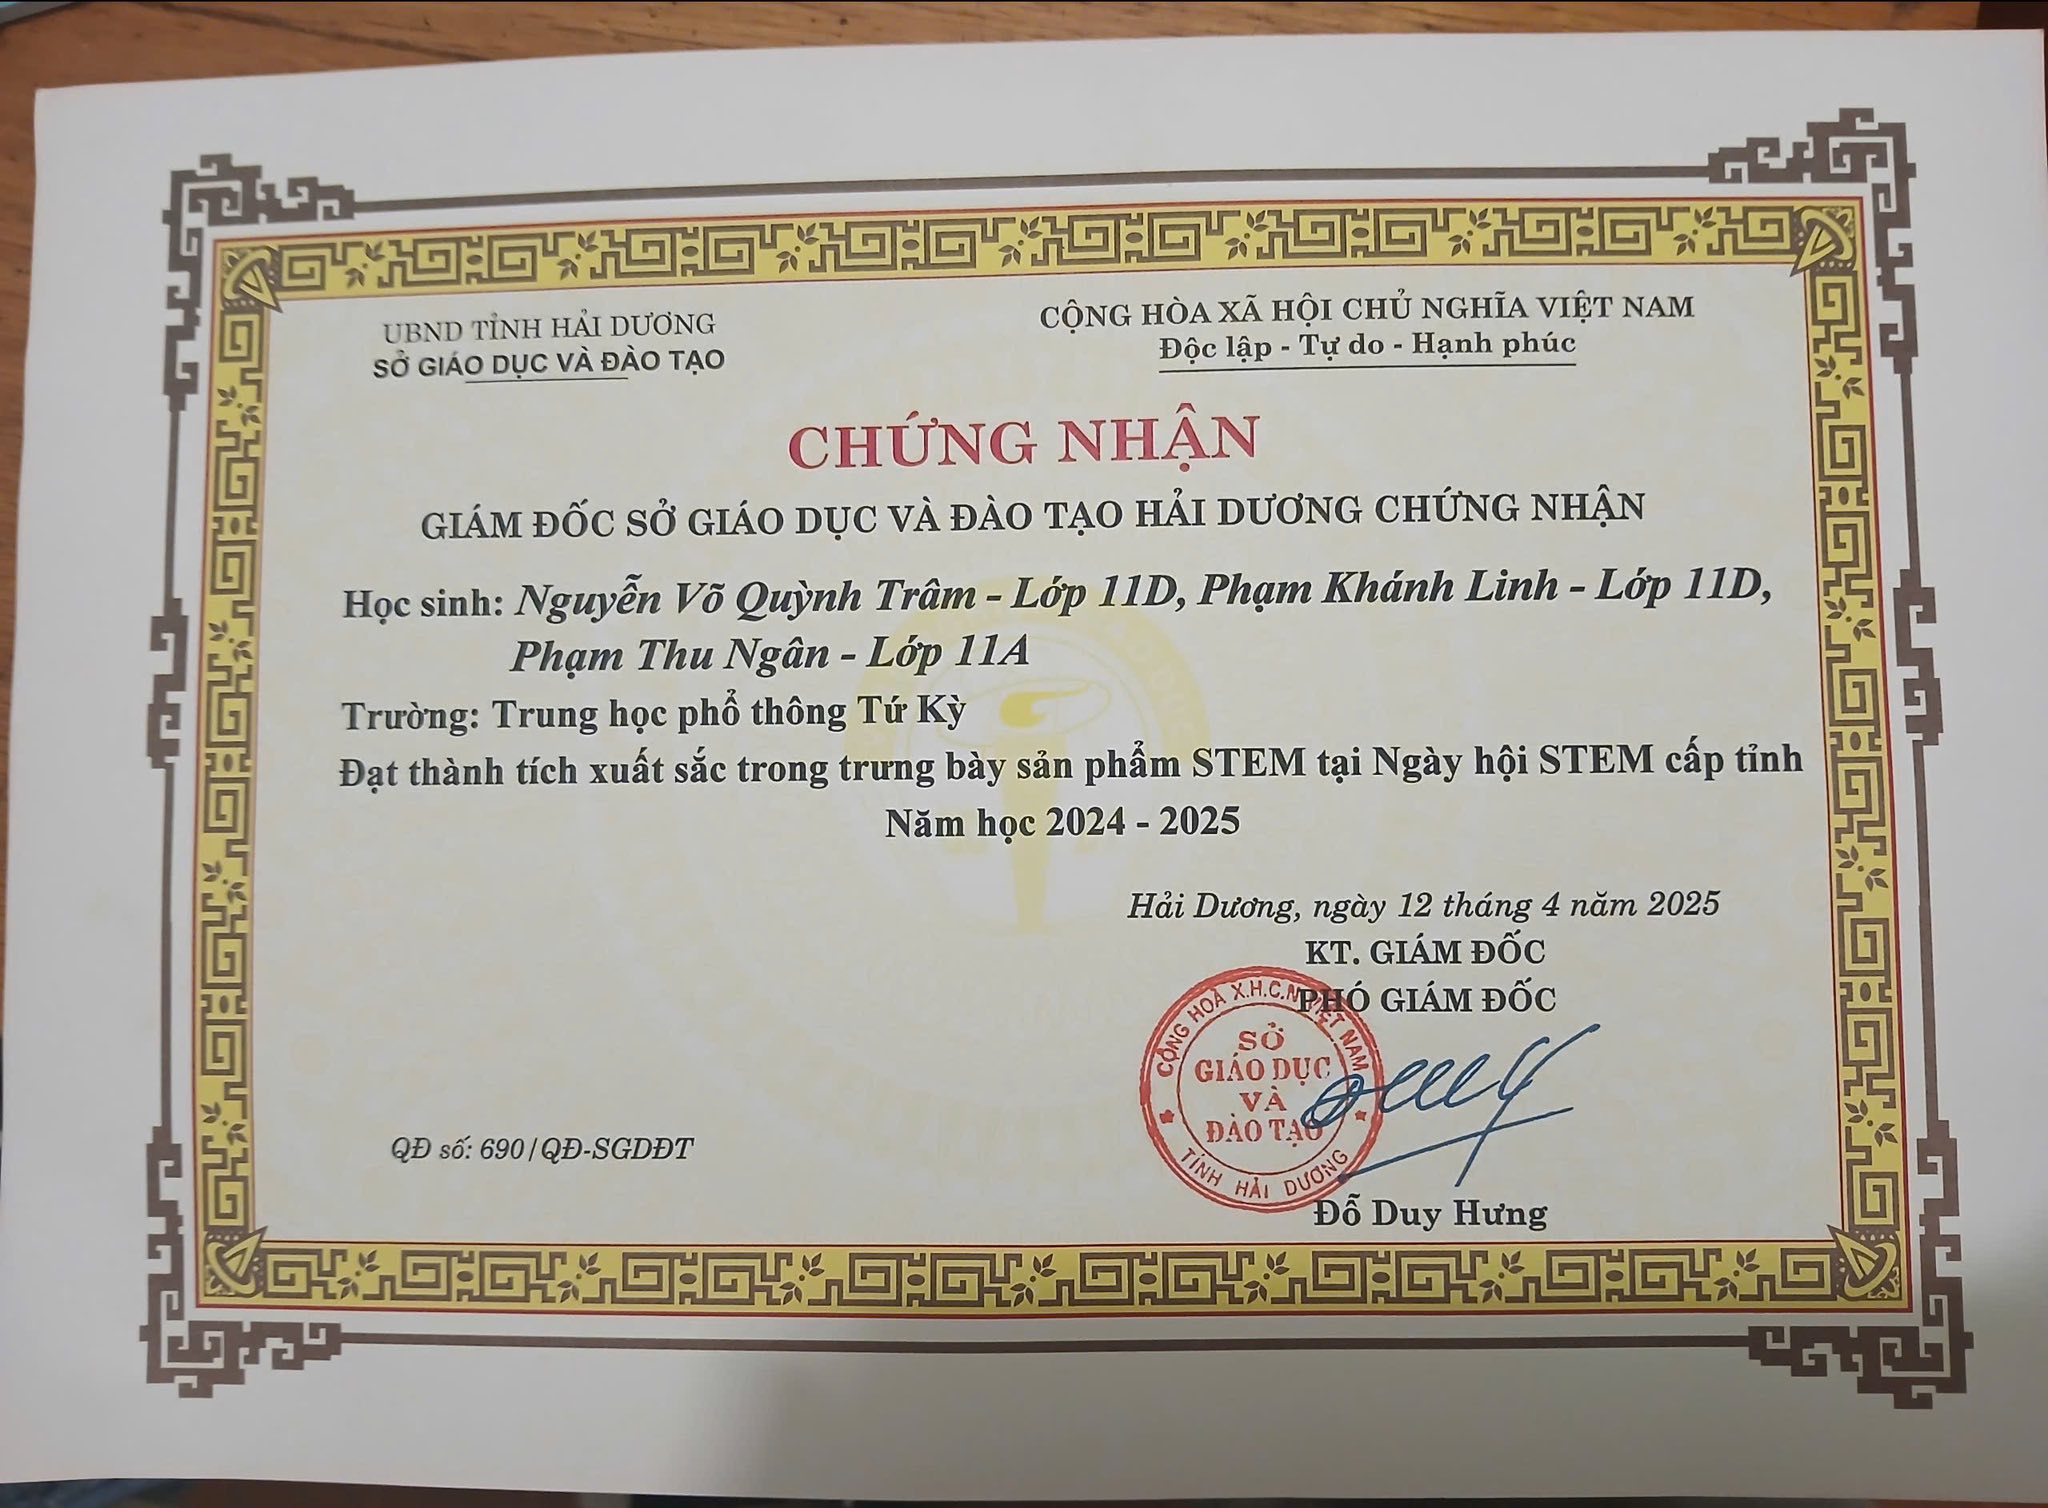 UBND TỈNH HẢI DƯƠNG
SỞ GIÁO DỤC VÀ ĐÀO TẠO
CỘNG HÒA XÃ HỘI CHỦ NGHĨA VIỆT NAM
Độc lập - Tự do - Hạnh phúc
CHỨNG NHẬN
GIÁM ĐỐC SỞ GIÁO DỤC VÀ ĐÀO TẠO HẢI DƯƠNG CHỨNG NHẬN
Học sinh: Nguyễn Võ Quỳnh Trâm - Lớp 11D, Phạm Khánh Linh - Lớp 11D,
Phạm Thu Ngân - Lớp 11A
Trường: Trung học phổ thông Tứ Kỳ
Đạt thành tích xuất sắc trong trưng bày sản phẩm STEM tại Ngày hội STEM cấp tỉnh
Năm học 2024 - 2025
Hải Dương, ngày 12 tháng 4 năm 2025
KT. GIÁM ĐỐC
PHÓ GIÁM ĐỐC
CỘNG HOÀ X.H.C.N VIỆT NAM
SỞ
GIÁO DỤC
VÀ
ĐÀO TẠO
TỈNH HẢI DƯƠNG
Đỗ Duy Hưng
QĐ số: 690/QĐ-SGDĐT